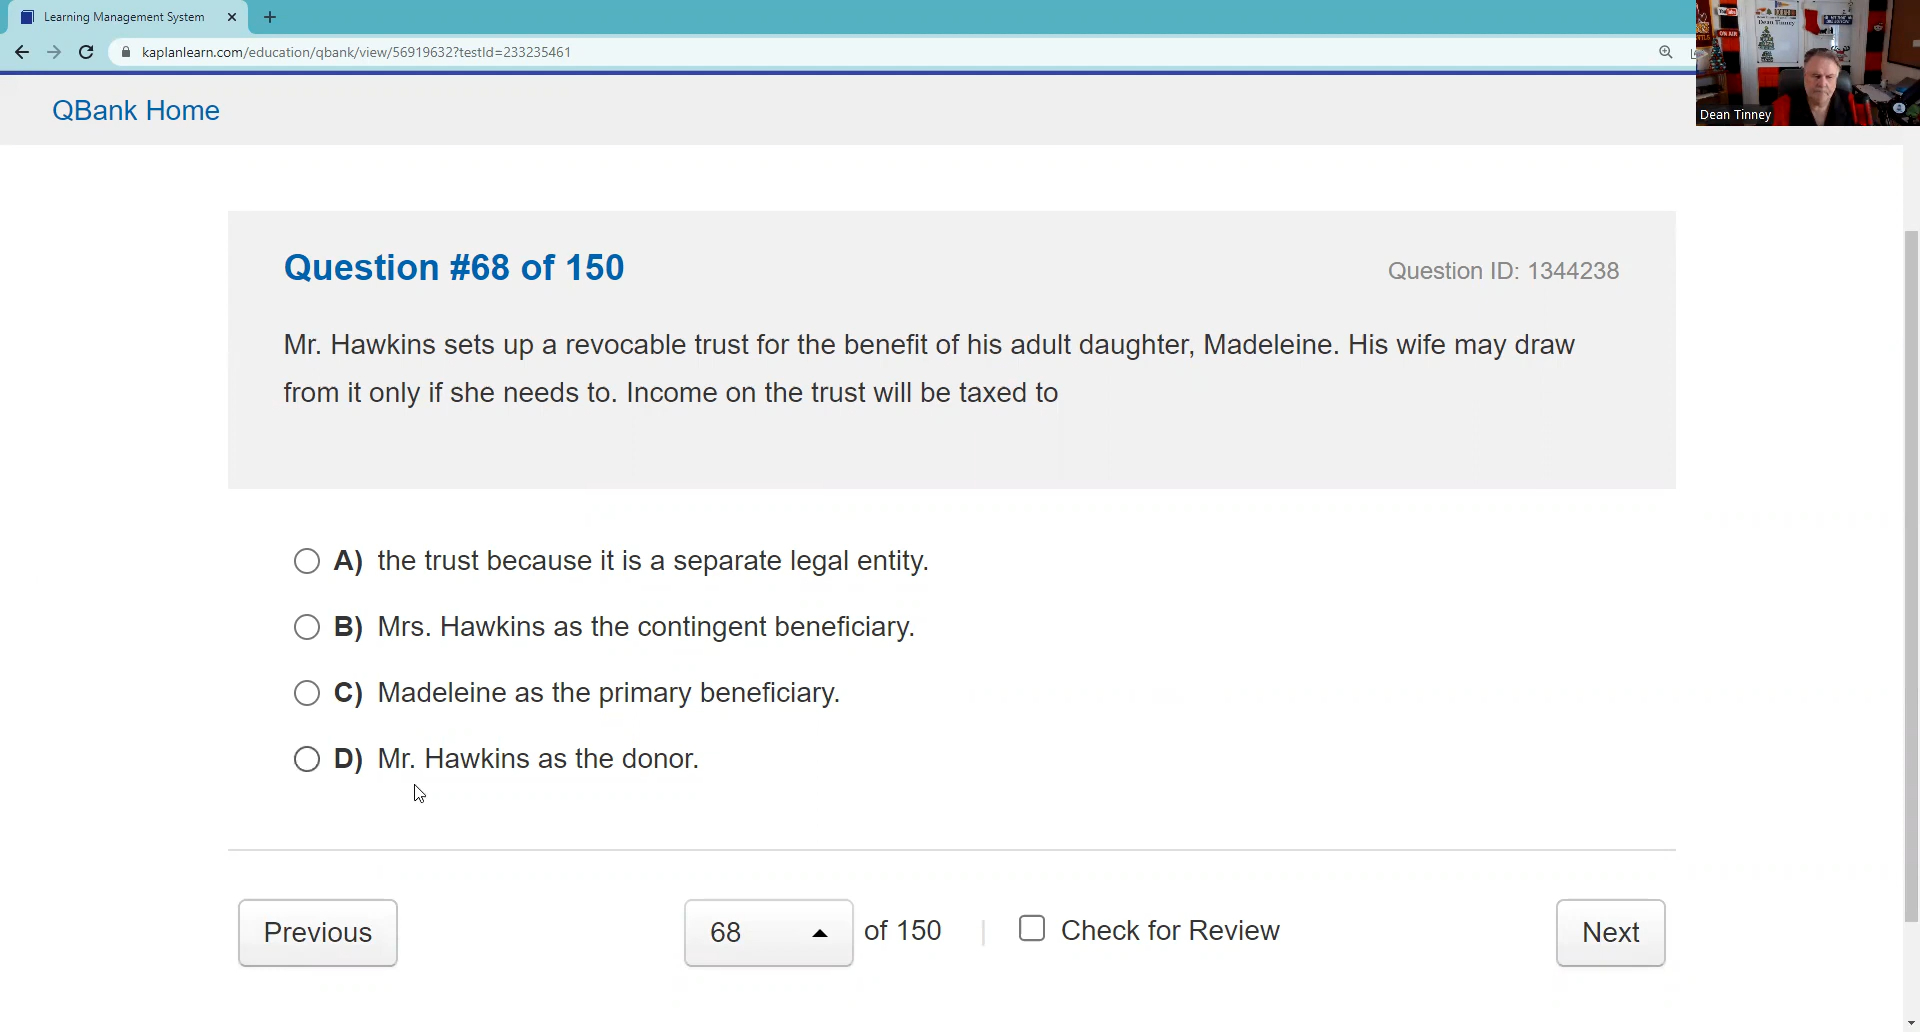 Learning Management System
kaplanlearn.com/education/qbank/view/56919632?testId=233235461
QBank Home
ON AIR
Dean Tinney
Question #68 of 150
Question ID: 1344238
Mr. Hawkins sets up a revocable trust for the benefit of his adult daughter, Madeleine. His wife may draw
from it only if she needs to. Income on the trust will be taxed to
A) the trust because it is a separate legal entity.
B) Mrs. Hawkins as the contingent beneficiary.
C) Madeleine as the primary beneficiary.
D) Mr. Hawkins as the donor.
Previous
68
of 150
Check for Review
Next